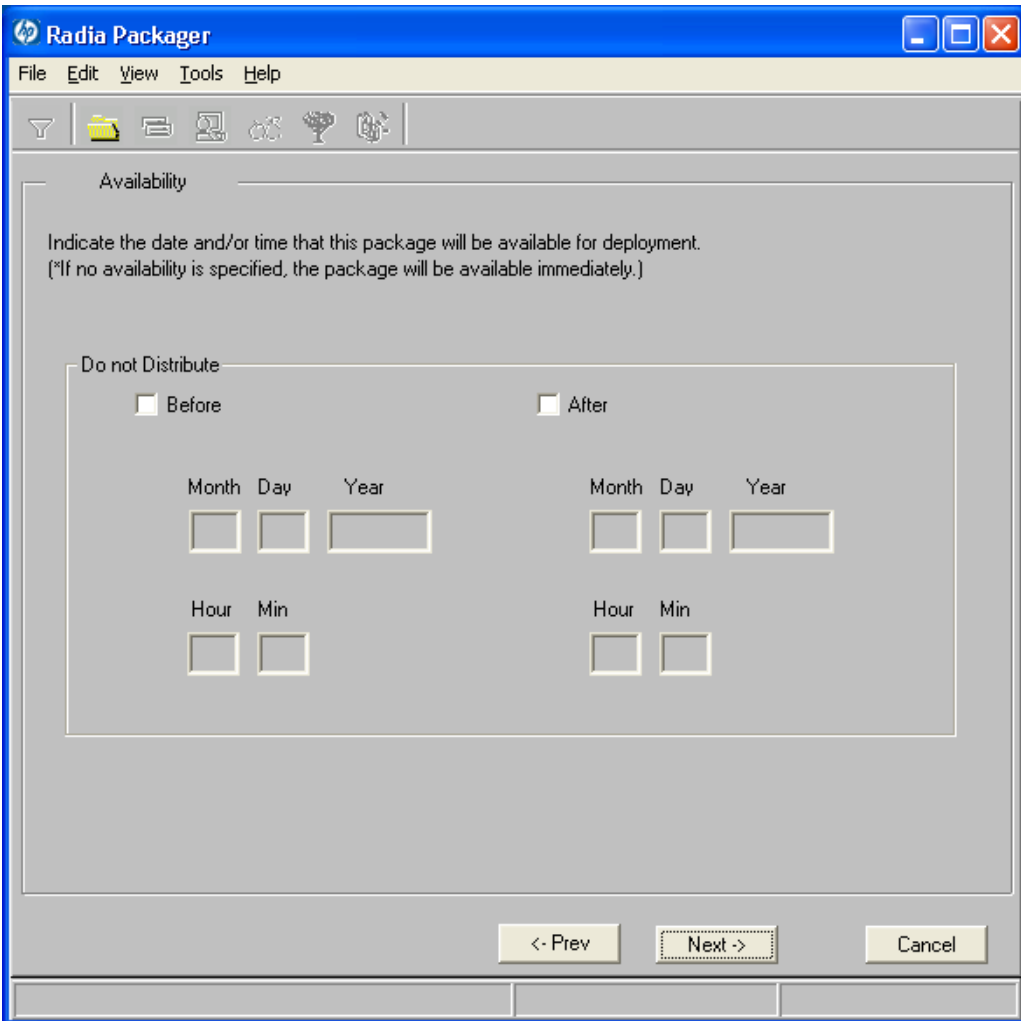 hp Radia Packager
File Edit View Tools Help
Availability
Indicate the date and/or time that this package will be available for deployment.
(*If no availability is specified, the package will be available immediately.)
Do not Distribute
Before After
Month Day Year Month Day Year
Hour Min Hour Min
<- Prev Next -> Cancel